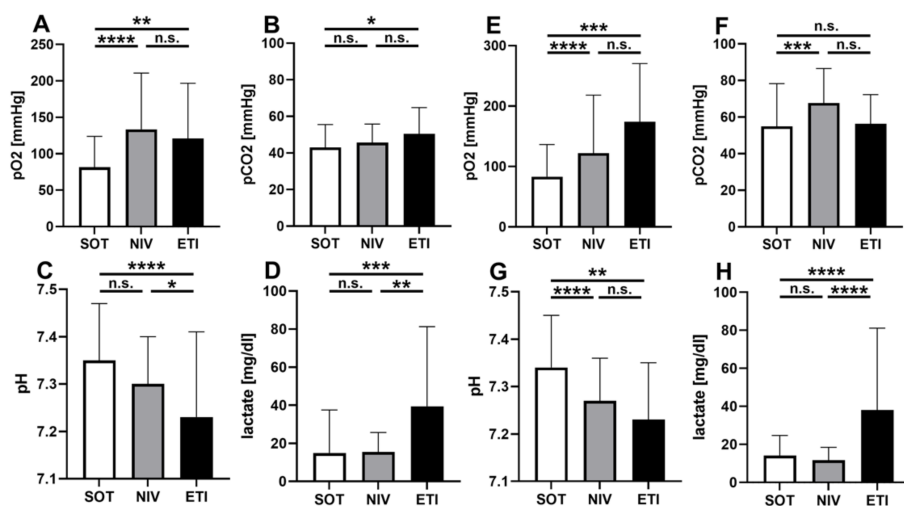 A
**
**** n.s.
pO2 [mmHg]
250
200
150
100
50
0
SOT NIV ETI
B
*
n.s. n.s.
pCO2 [mmHg]
100
80
60
40
20
0
SOT NIV ETI
E
***
**** n.s.
pO2 [mmHg]
300
200
100
0
SOT NIV ETI
F
n.s.
*** n.s.
pCO2 [mmHg]
100
80
60
40
20
0
SOT NIV ETI
C
****
n.s. *
pH
7.5
7.4
7.3
7.2
7.1
SOT NIV ETI
D
***
n.s. **
lactate [mg/dl]
100
80
60
40
20
0
SOT NIV ETI
G
**
**** n.s.
pH
7.5
7.4
7.3
7.2
7.1
SOT NIV ETI
H
****
n.s. ****
lactate [mg/dl]
100
80
60
40
20
0
SOT NIV ETI